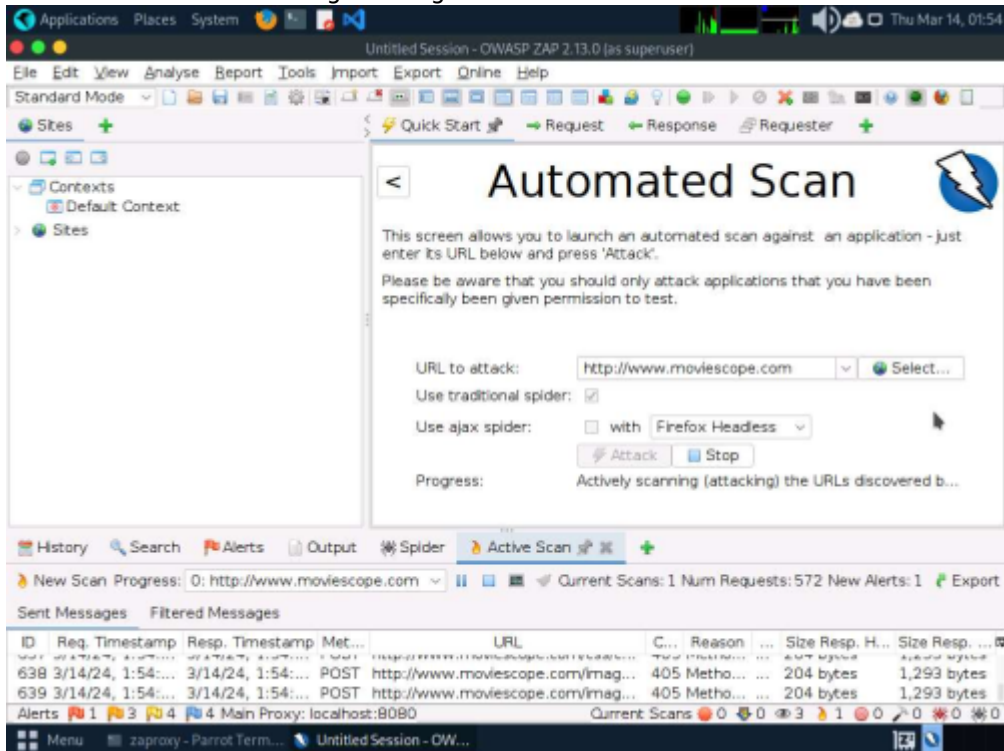 Applications Places System Thu Mar 14, 01:54
Untitled Session - OWASP ZAP 2.13.0 (as superuser)
File Edit View Analyse Report Tools Import Export Online Help
Standard Mode
Sites
Quick Start Request Response Requester
Contexts
Default Context
Sites
<
Automated Scan
This screen allows you to launch an automated scan against an application - just
enter its URL below and press 'Attack'.
Please be aware that you should only attack applications that you have been
specifically been given permission to test.
URL to attack: http://www.moviescope.com Select...
Use traditional spider:
Use ajax spider: with Firefox Headless
Attack Stop
Progress: Actively scanning (attacking) the URLs discovered b...
History Search Alerts Output Spider Active Scan
New Scan Progress: 0: http://www.moviescope.com Current Scans: 1 Num Requests: 572 New Alerts: 1 Export
Sent Messages Filtered Messages
ID Req. Timestamp Resp. Timestamp Met... URL C... Reason ... Size Resp. H... Size Resp. ...
638 3/14/24, 1:54:... 3/14/24, 1:54:... POST http://www.moviescope.com/imag... 405 Metho... ... 204 bytes 1,293 bytes
639 3/14/24, 1:54:... 3/14/24, 1:54:... POST http://www.moviescope.com/imag... 405 Metho... ... 204 bytes 1,293 bytes
Alerts 1 3 4 4 Main Proxy: localhost:8080 Current Scans 0 0 3 1 0 0 0 0
Menu zaproxy - Parrot Term... Untitled Session - OW...